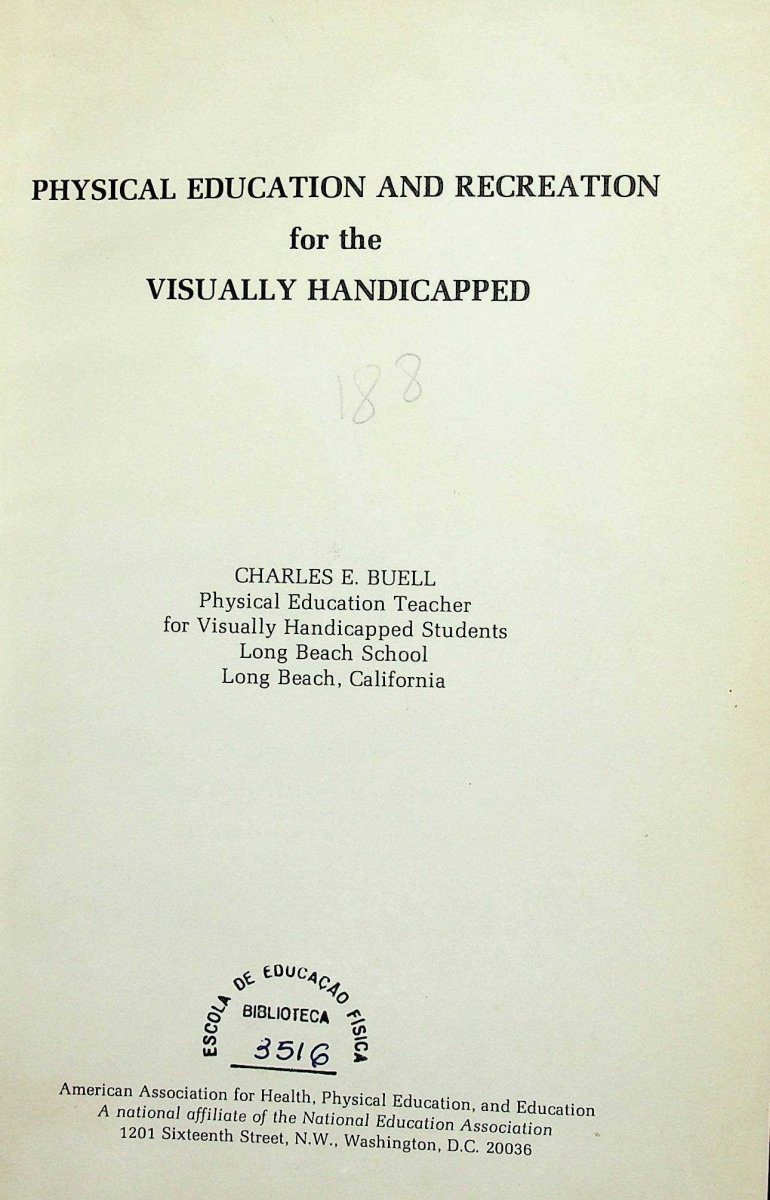 PHYSICAL EDUCATION AND RECREATION
for the
VISUALLY HANDICAPPED
188
CHARLES E. BUELL
Physical Education Teacher
for Visually Handicapped Students
Long Beach School
Long Beach, California
ESCOLA DE EDUCAÇÃO FISICA
BIBLIOTECA
3516
American Association for Health, Physical Education, and Education
A national affiliate of the National Education Association
1201 Sixteenth Street, N.W., Washington, D.C. 20036